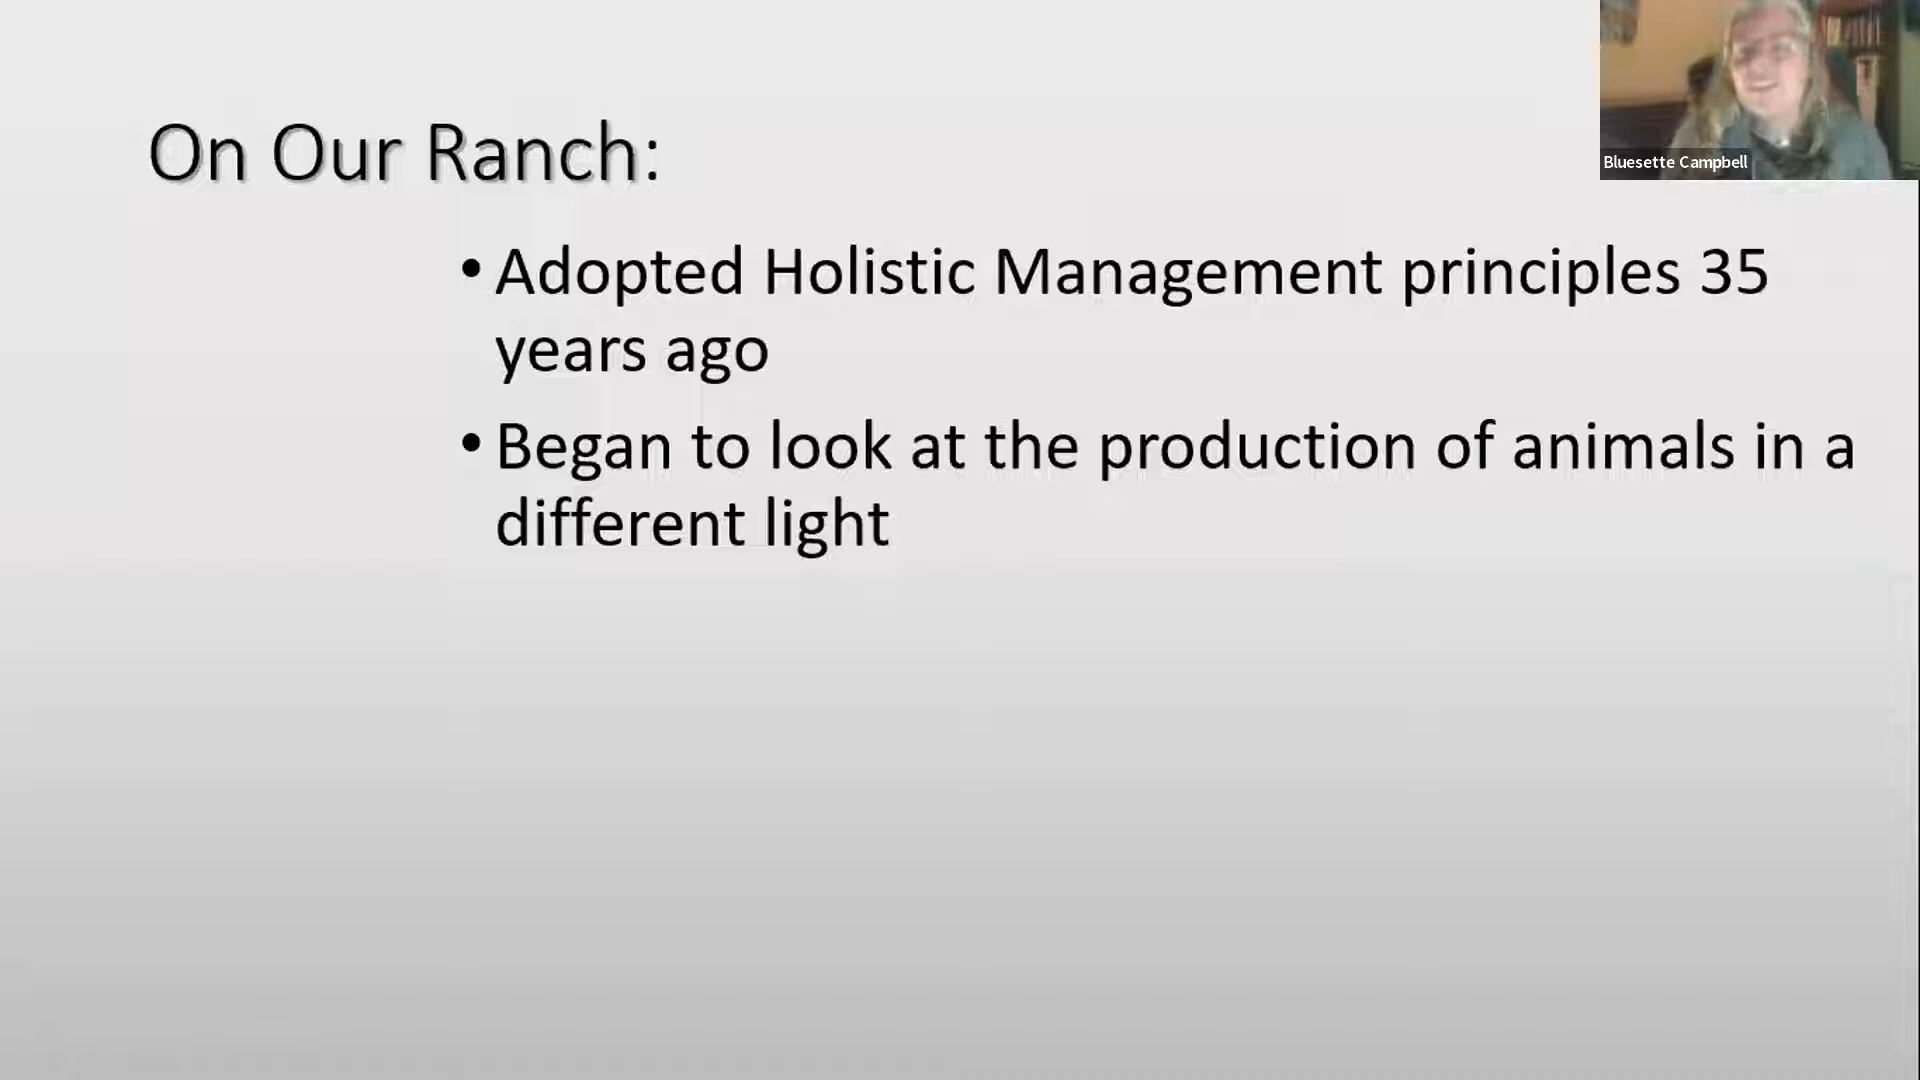 On Our Ranch:
Bluesette Campbell
• Adopted Holistic Management principles 35
years ago
• Began to look at the production of animals in a
different light